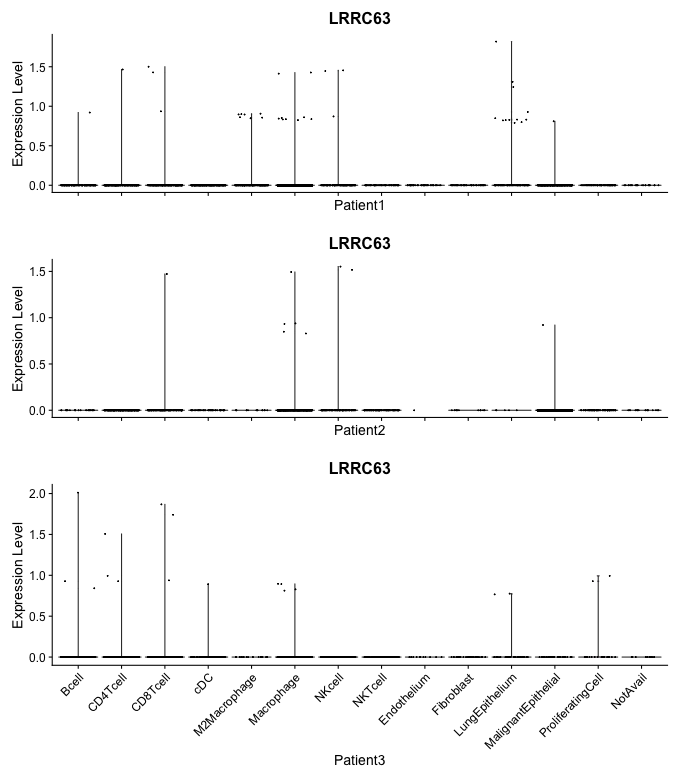 LRRC63
Expression Level
1.5
1.0
0.5
0.0
Patient1
LRRC63
Expression Level
1.5
1.0
0.5
0.0
Patient2
LRRC63
Expression Level
2.0
1.5
1.0
0.5
0.0
Bcell
CD4Tcell
CD8Tcell
cDC
M2Macrophage
Macrophage
NKcell
NKTcell
Endothelium
Fibroblast
LungEpithelium
MalignantEpithelial
ProliferatingCell
NotAvail
Patient3